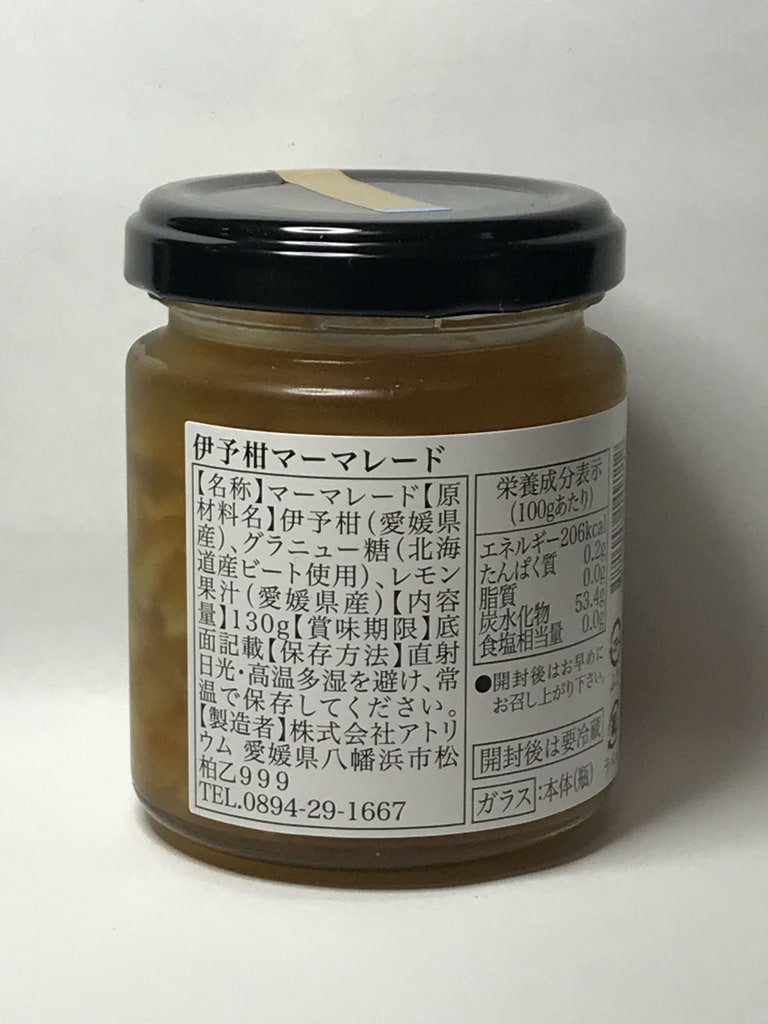 伊予柑マーマレード
【名称】マーマレード【原
材料名】伊予柑(愛媛県
産)、グラニュー糖(北海
道産ビート使用)、レモン
果汁(愛媛県産)【内容
量】130g【賞味期限】底
面記載【保存方法】直射
日光・高温多湿を避け、常
温で保存してください。
【製造者】株式会社アトリ
ウム 愛媛県八幡浜市松
柏乙999
TEL.0894-29-1667
栄養成分表示
(100gあたり)
エネルギー206kcal
たんぱく質 0.2g
脂質 0.0g
炭水化物 53.4g
食塩相当量 0.0g
●開封後はお早めに
お召し上がり下さい。
開封後は要冷蔵
ガラス:本体(瓶)